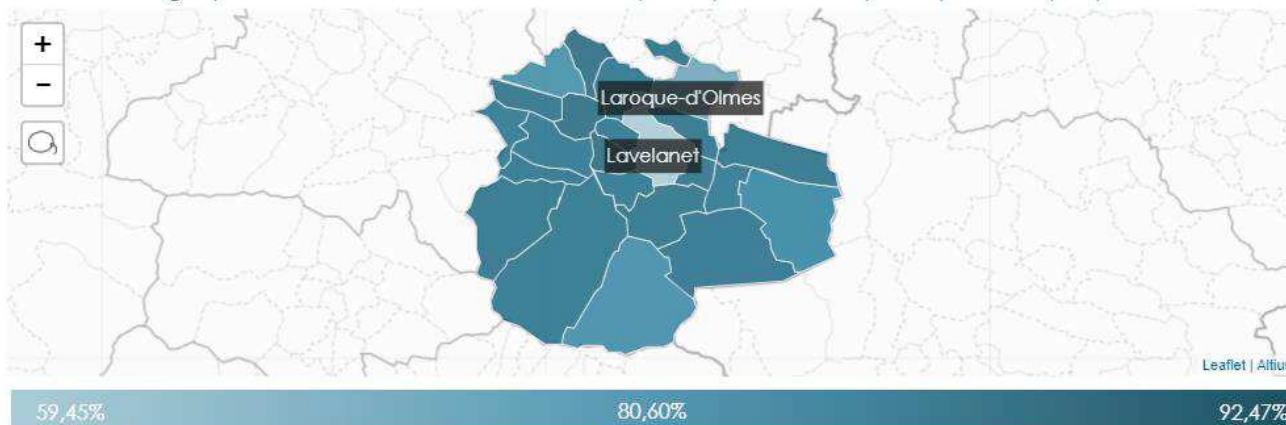 +
−
Laroque-d'Olmes
Lavelanet
Leaflet | Altius
59,45%
80,60%
92,47%